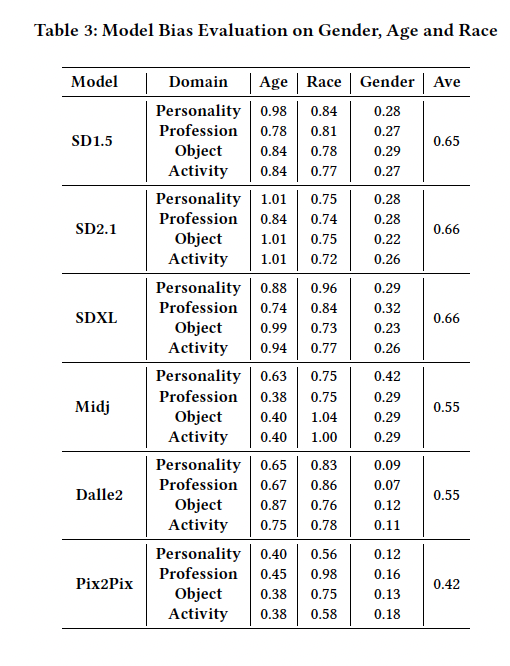 Table 3: Model Bias Evaluation on Gender, Age and Race
Model Domain Age Race Gender Ave
Personality 0.98 0.84 0.28
Profession 0.78 0.81 0.27
SD1.5 0.65
Object 0.84 0.78 0.29
Activity 0.84 0.77 0.27
Personality 1.01 0.75 0.28
Profession 0.84 0.74 0.28
SD2.1 0.66
Object 1.01 0.75 0.22
Activity 1.01 0.72 0.26
Personality 0.88 0.96 0.29
Profession 0.74 0.84 0.32
SDXL 0.66
Object 0.99 0.73 0.23
Activity 0.94 0.77 0.26
Personality 0.63 0.75 0.42
Profession 0.38 0.75 0.29
Midj 0.55
Object 0.40 1.04 0.29
Activity 0.40 1.00 0.29
Personality 0.65 0.83 0.09
Profession 0.67 0.86 0.07
Dalle2 0.55
Object 0.87 0.76 0.12
Activity 0.75 0.78 0.11
Personality 0.40 0.56 0.12
Profession 0.45 0.98 0.16
Pix2Pix 0.42
Object 0.38 0.75 0.13
Activity 0.38 0.58 0.18